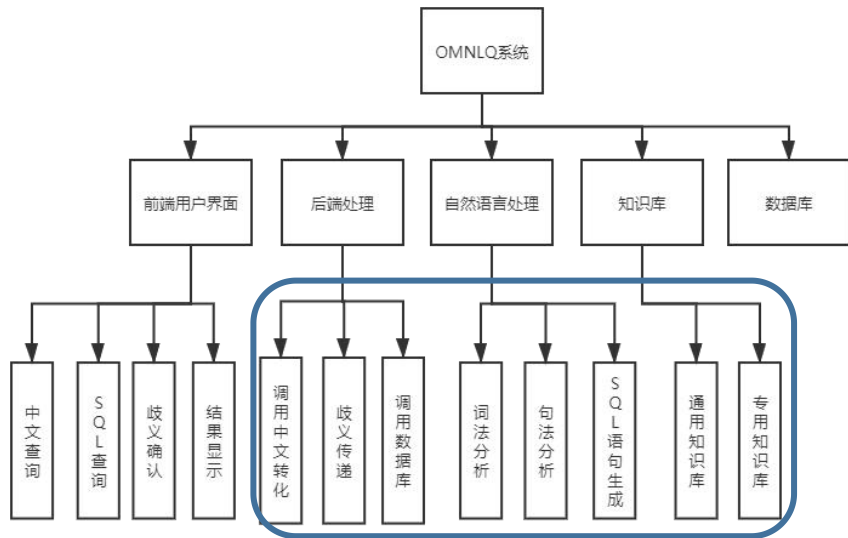 OMNLQ系统
前端用户界面
后端处理
自然语言处理
知识库
数据库
中文查询
SQL查询
歧义确认
结果显示
调用中文转化
歧义传递
调用数据库
词法分析
句法分析
SQL语句生成
通用知识库
专用知识库